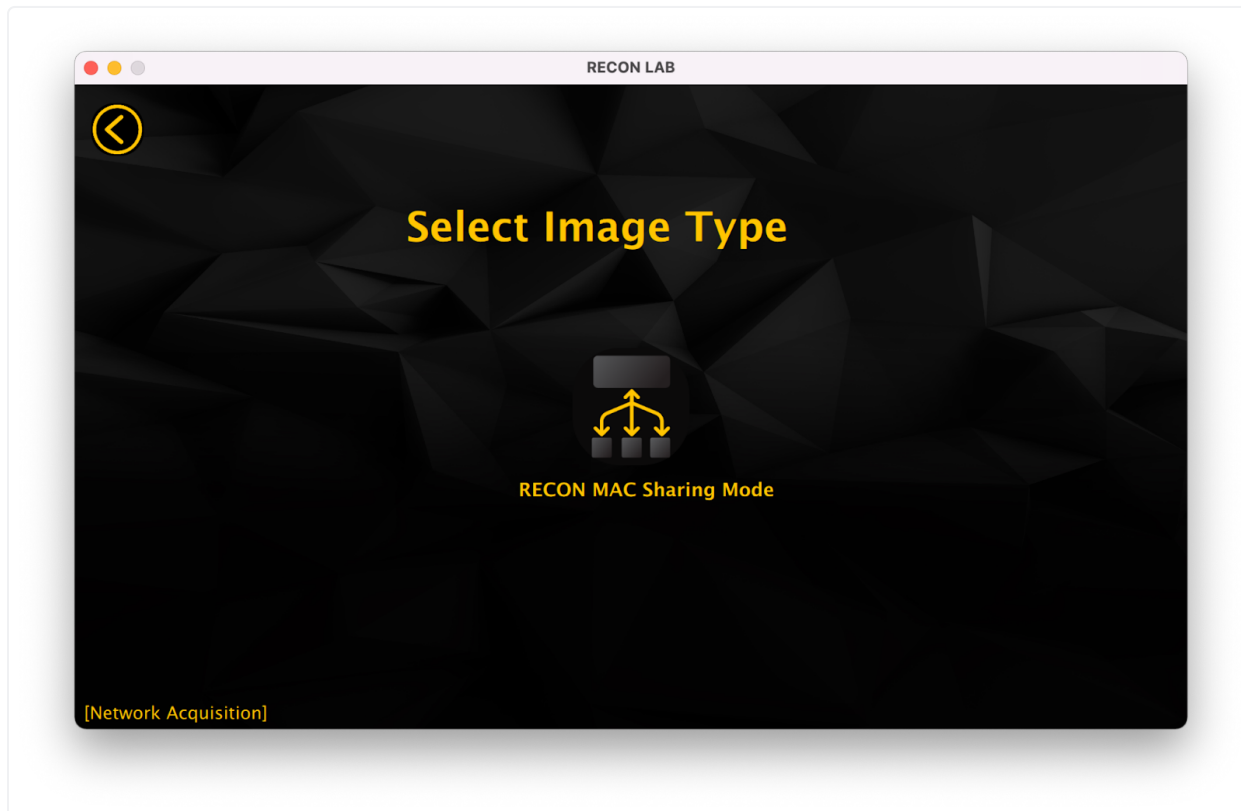 RECON LAB
Select Image Type
RECON MAC Sharing Mode
[Network Acquisition]